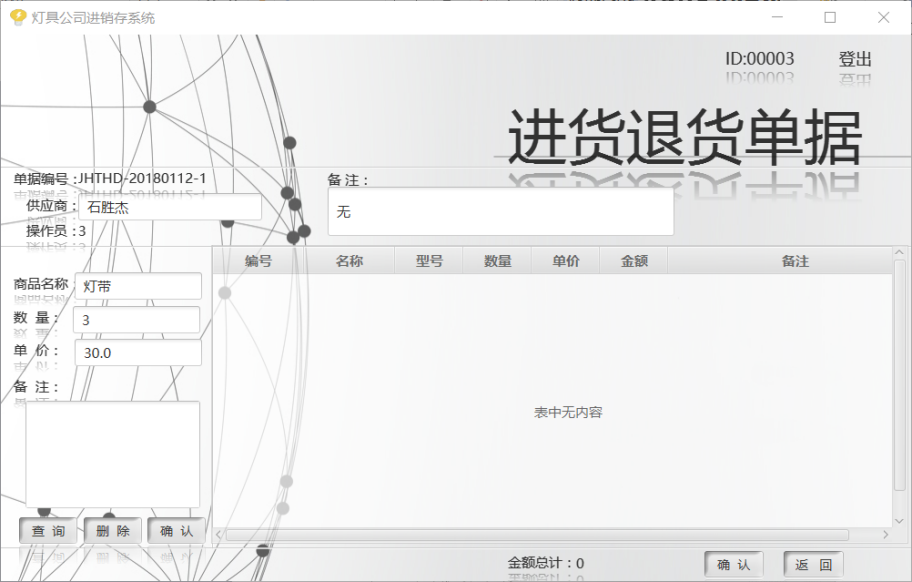 灯具公司进销存系统
ID:00003 登出
进货退货单据
单据编号 : JHTHD-20180112-1
备 注：
供应商： 石胜杰
无
操作员：3
编号 名称 型号 数量 单价 金额 备注
商品名称 灯带
数 量： 3
单 价： 30.0
备 注：
表中无内容
查 询 删 除 确 认
金额总计：0 确 认 返 回